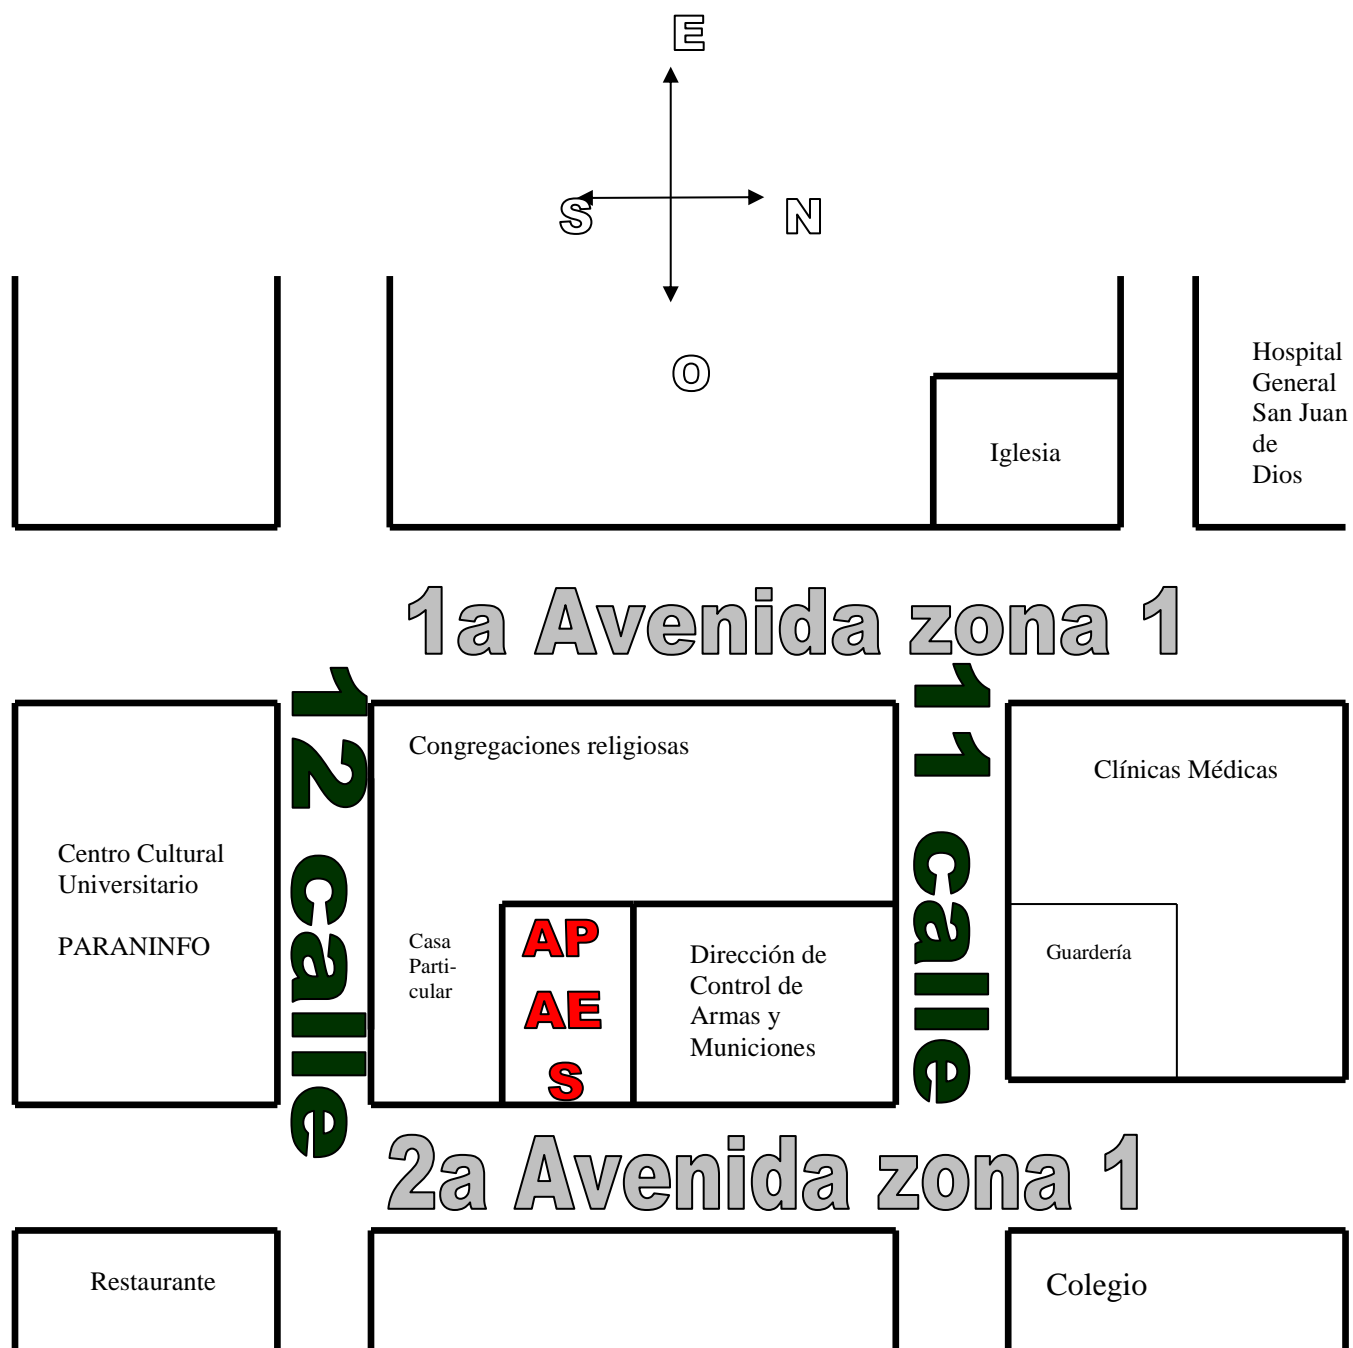 E
S
N
O
Hospital
General
San Juan
de
Dios
Iglesia
1a Avenida zona 1
12 calle
11 calle
Congregaciones religiosas
Clínicas Médicas
Centro Cultural
Universitario
PARANINFO
Casa
Parti-
cular
AP
AE
S
Dirección de
Control de
Armas y
Municiones
Guardería
2a Avenida zona 1
Restaurante
Colegio